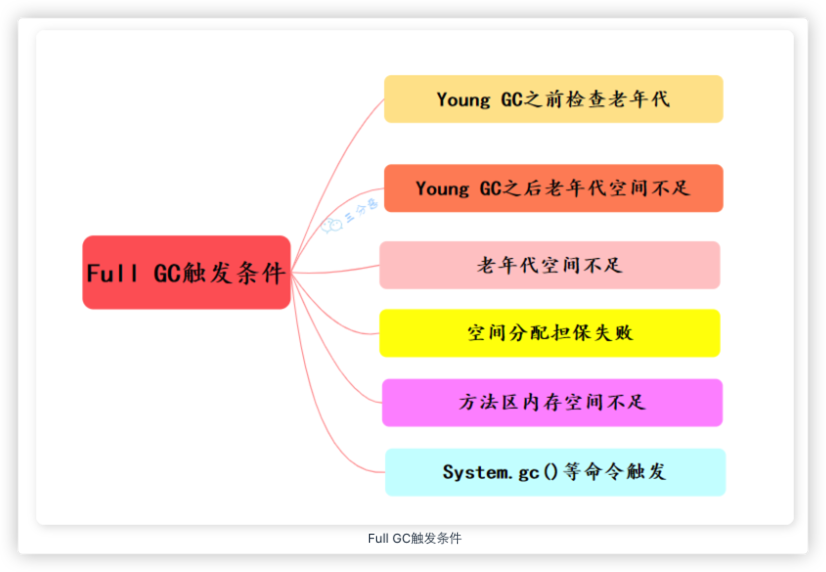 Young GC之前检查老年代
Young GC之后老年代空间不足
三分恶
Full GC触发条件
老年代空间不足
空间分配担保失败
方法区内存空间不足
System.gc()等命令触发
Full GC触发条件